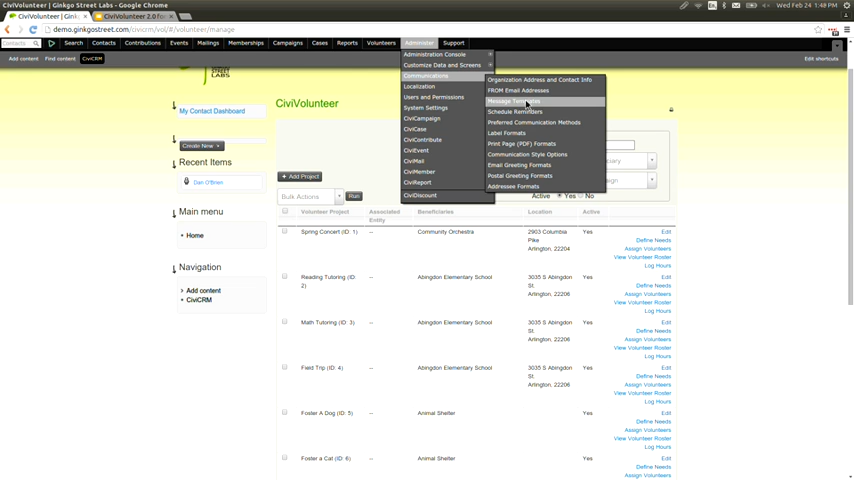 CiviVolunteer | Ginkgo Street Labs - Google Chrome
En
Wed Feb 24 1:48 PM
CiviVolunteer | Gink
CiviVolunteer 2.0 f
demo.ginkgostreet.com/civicrm/vol/#/volunteer/manage
Contacts
Search Contacts Contributions Events Mailings Memberships Campaigns Cases Reports Volunteers Administer Support
Add content Find content CiviCRM
Edit shortcuts
STREET
LABS
My Contact Dashboard
Create New
Recent Items
Dan O'Brien
Main menu
Home
Navigation
Add content
CiviCRM
Administration Console
Customize Data and Screens
Communications
Localization
Users and Permissions
System Settings
CiviCampaign
CiviCase
CiviContribute
CiviEvent
CiviMail
CiviMember
CiviReport
CiviDiscount
Organization Address and Contact Info
FROM Email Addresses
Message Templates
Schedule Reminders
Preferred Communication Methods
Label Formats
Print Page (PDF) Formats
Communication Style Options
Email Greeting Formats
Postal Greeting Formats
Addressee Formats
CiviVolunteer
+ Add Project
Bulk Actions
Run
Active Yes No
Volunteer Project Associated Entity Beneficiaries Location Active
Spring Concert (ID: 1) -- Community Orchestra 2903 Columbia Yes Edit
Pike Define Needs
Arlington, 22204 Assign Volunteers
View Volunteer Roster
Log Hours
Reading Tutoring (ID: -- Abingdon Elementary School 3035 S Abingdon Yes Edit
2) St. Define Needs
Arlington, 22206 Assign Volunteers
View Volunteer Roster
Log Hours
Math Tutoring (ID: 3) -- Abingdon Elementary School 3035 S Abingdon Yes Edit
St. Define Needs
Arlington, 22206 Assign Volunteers
View Volunteer Roster
Log Hours
Field Trip (ID: 4) -- Abingdon Elementary School 3035 S Abingdon Yes Edit
St. Define Needs
Arlington, 22206 Assign Volunteers
View Volunteer Roster
Log Hours
Foster A Dog (ID: 5) -- Animal Shelter Yes Edit
Define Needs
Assign Volunteers
View Volunteer Roster
Log Hours
Foster a Cat (ID: 6) -- Animal Shelter Yes Edit
Define Needs
Assign Volunteers